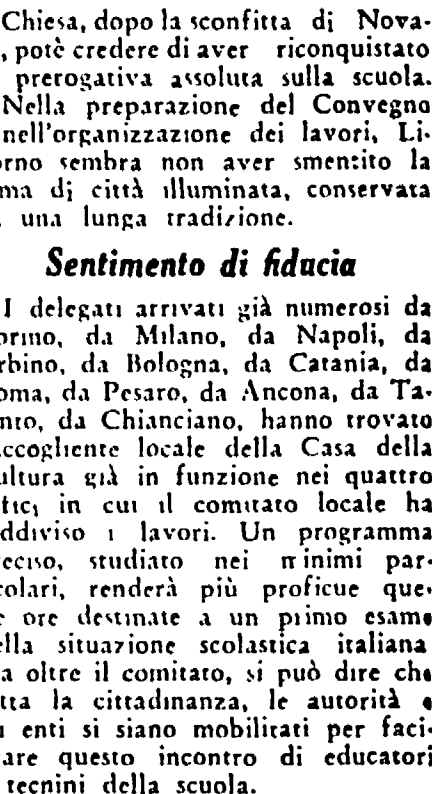 Chiesa, dopo la sconfitta di Nova-
, potè credere di aver riconquistato
prerogativa assoluta sulla scuola.
Nella preparazione del Convegno
nell'organizzazione dei lavori, Li-
orno sembra non aver smentito la
ma di città illuminata, conservata
una lunga tradizione.
Sentimento di fiducia
I delegati arrivati già numerosi da
orino, da Milano, da Napoli, da
rbino, da Bologna, da Catania, da
oma, da Pesaro, da Ancona, da Ta-
nto, da Chianciano, hanno trovato
ccogliente locale della Casa della
ultura già in funzione nei quattro
fici in cui il comitato locale ha
ddiviso i lavori. Un programma
reciso, studiato nei minimi par-
colari, renderà più proficue que-
e ore destinate a un primo esame
ella situazione scolastica italiana
a oltre il comitato, si può dire che
tta la cittadinanza, le autorità e
i enti si siano mobilitati per faci-
tare questo incontro di educatori
tecnini della scuola.